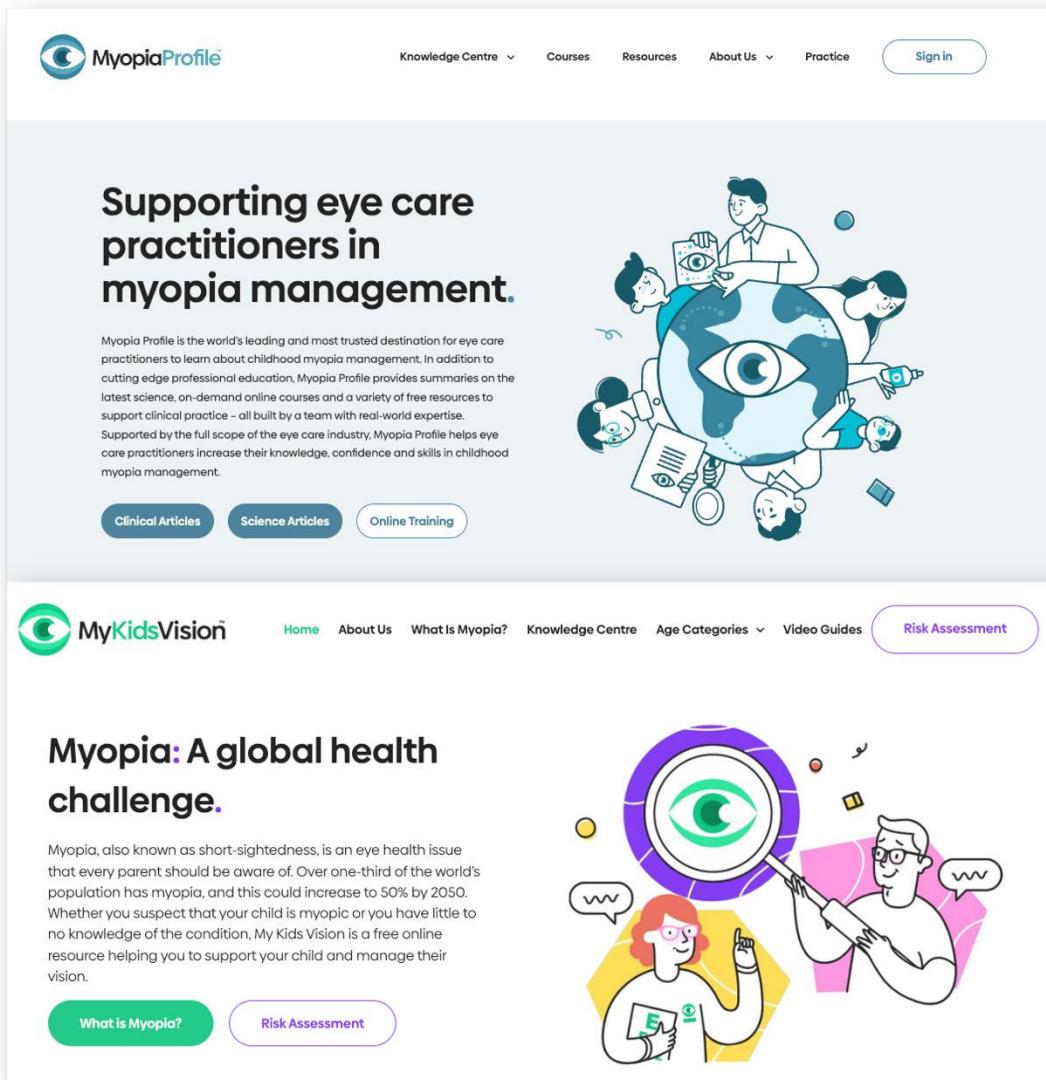 MyopiaProfile™
Knowledge Centre
Courses
Resources
About Us
Practice
Sign in
Supporting eye care
practitioners in
myopia management.
Myopia Profile is the world's leading and most trusted destination for eye care
practitioners to learn about childhood myopia management. In addition to
cutting edge professional education, Myopia Profile provides summaries on the
latest science, on-demand online courses and a variety of free resources to
support clinical practice – all built by a team with real-world expertise.
Supported by the full scope of the eye care industry, Myopia Profile helps eye
care practitioners increase their knowledge, confidence and skills in childhood
myopia management.
Clinical Articles
Science Articles
Online Training
MyKidsVision™
Home
About Us
What Is Myopia?
Knowledge Centre
Age Categories
Video Guides
Risk Assessment
Myopia: A global health
challenge.
Myopia, also known as short-sightedness, is an eye health issue
that every parent should be aware of. Over one-third of the world's
population has myopia, and this could increase to 50% by 2050.
Whether you suspect that your child is myopic or you have little to
no knowledge of the condition, My Kids Vision is a free online
resource helping you to support your child and manage their
vision.
What is Myopia?
Risk Assessment
E